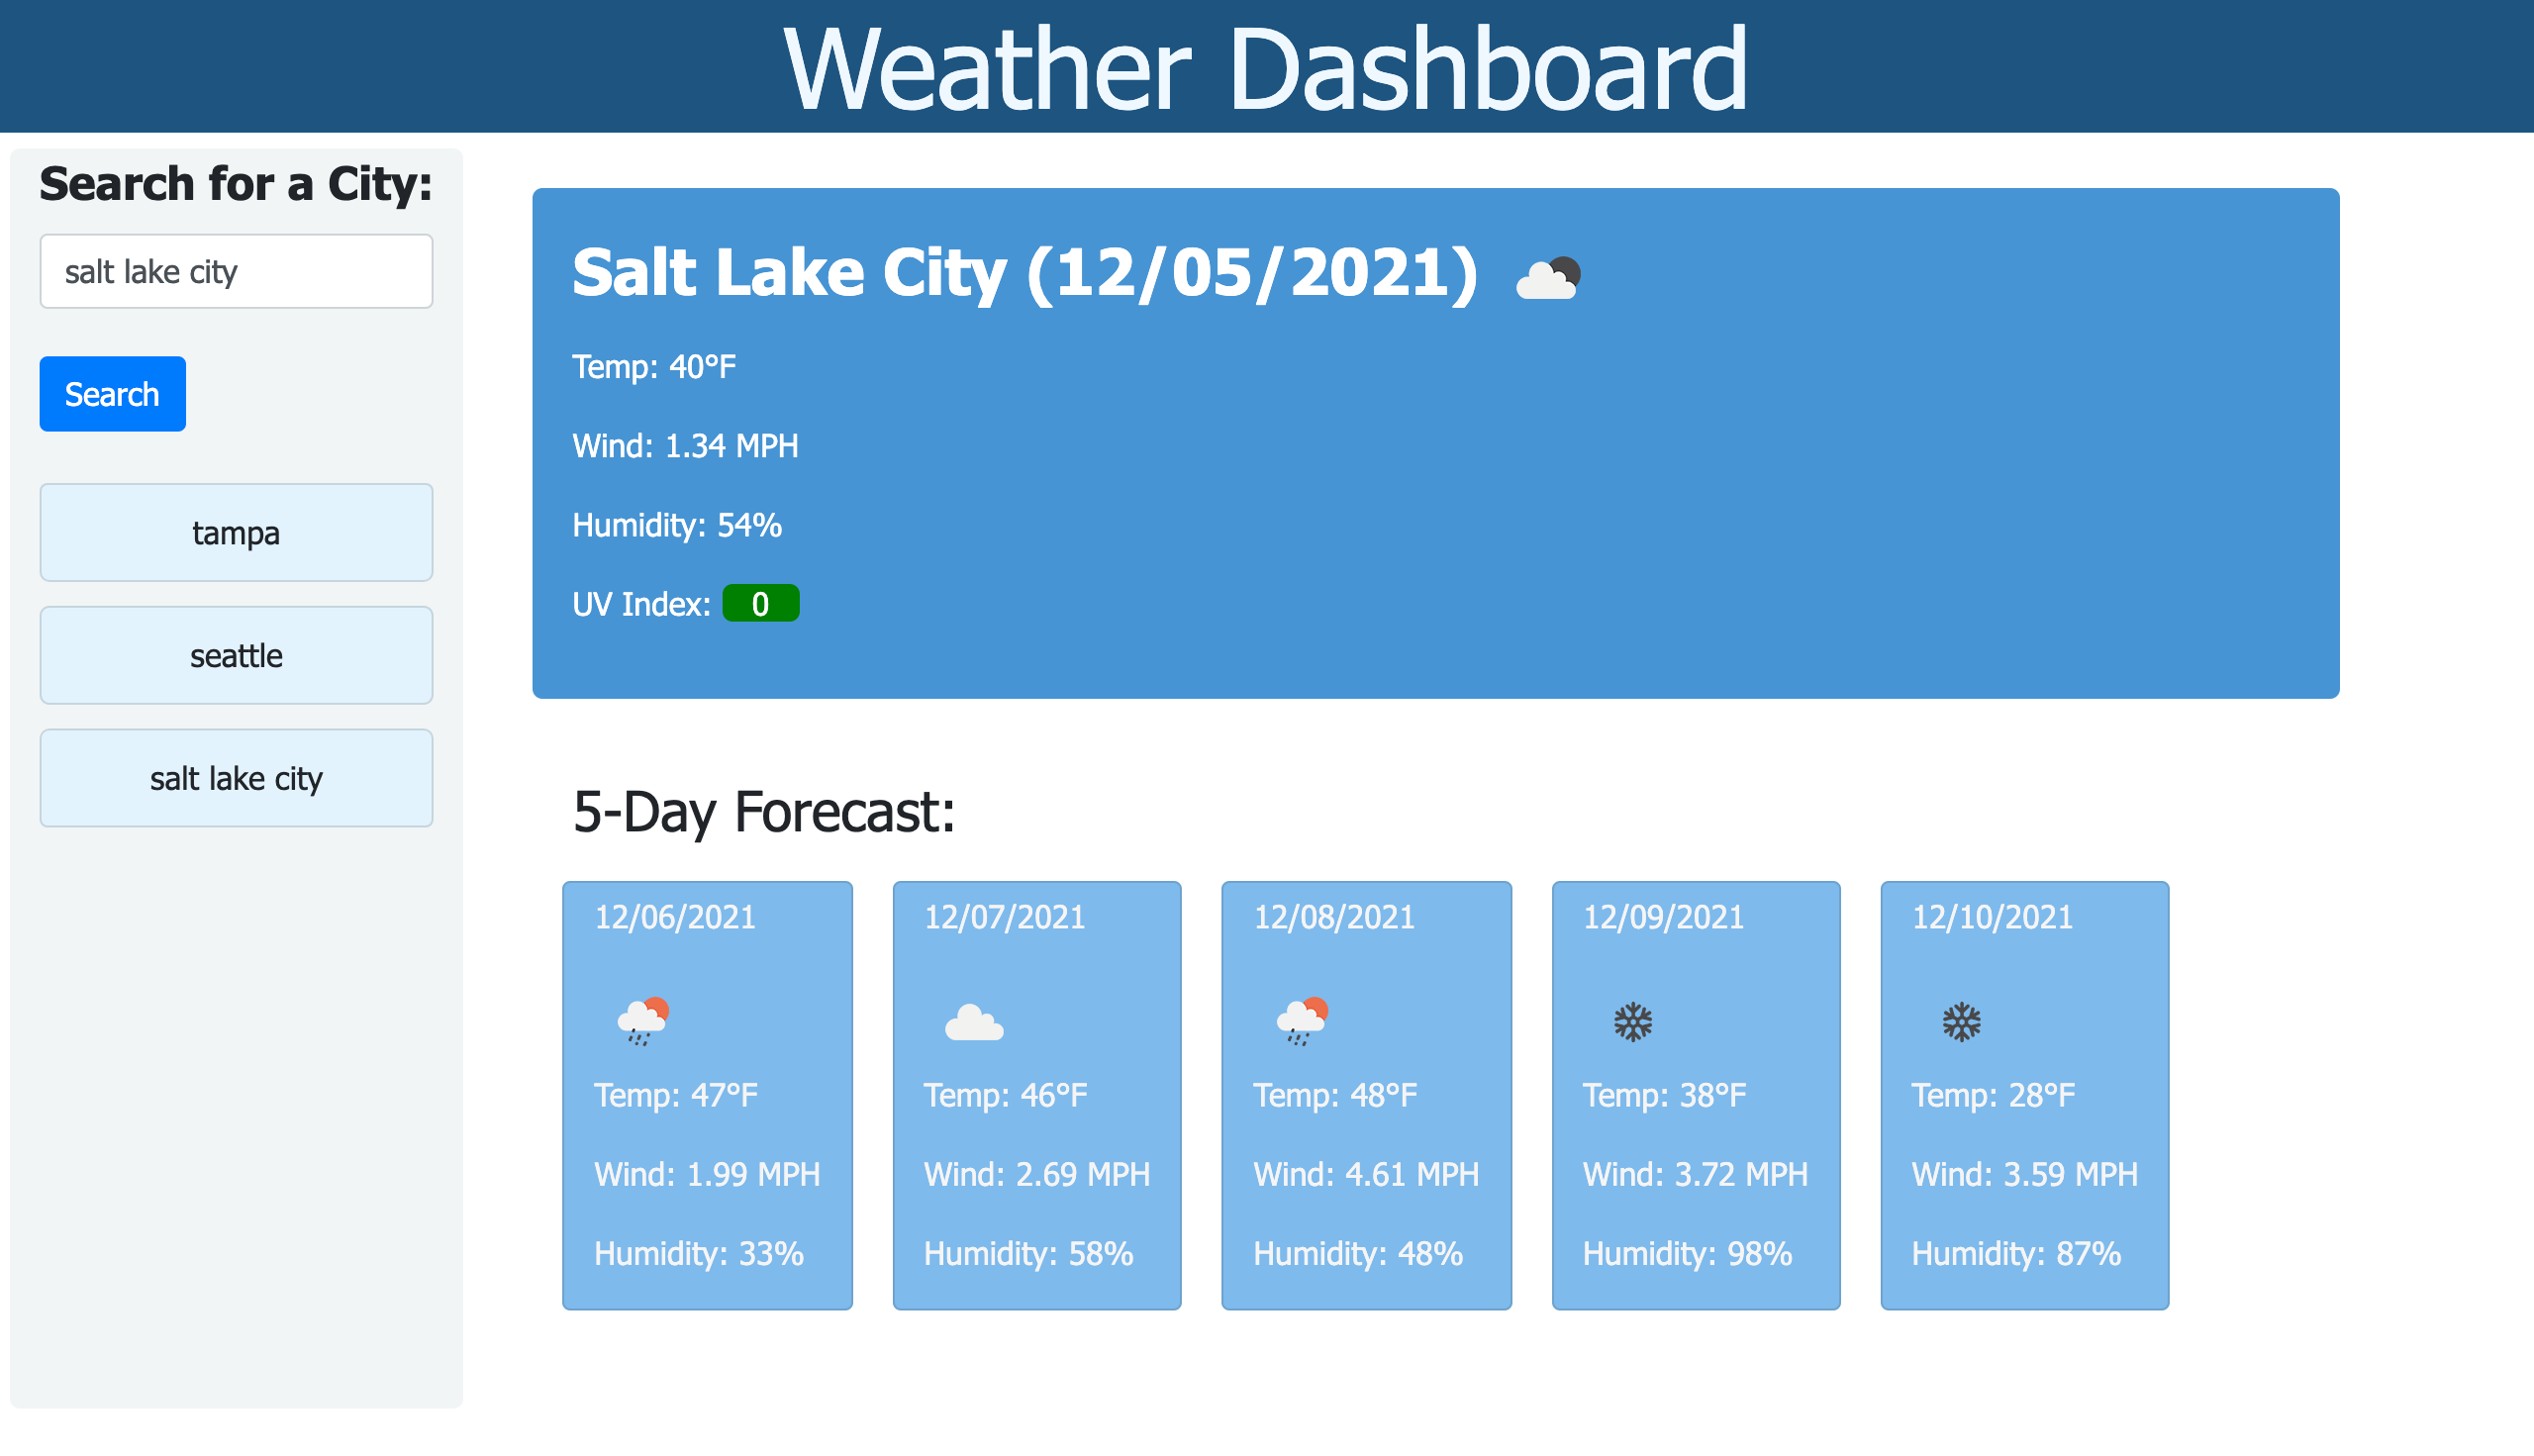 Weather Dashboard
Search for a City:
salt lake city
Search
tampa
seattle
salt lake city
Salt Lake City (12/05/2021)
Temp: 40°F
Wind: 1.34 MPH
Humidity: 54%
UV Index: 0
5-Day Forecast:
12/06/2021
Temp: 47°F
Wind: 1.99 MPH
Humidity: 33%
12/07/2021
Temp: 46°F
Wind: 2.69 MPH
Humidity: 58%
12/08/2021
Temp: 48°F
Wind: 4.61 MPH
Humidity: 48%
12/09/2021
Temp: 38°F
Wind: 3.72 MPH
Humidity: 98%
12/10/2021
Temp: 28°F
Wind: 3.59 MPH
Humidity: 87%